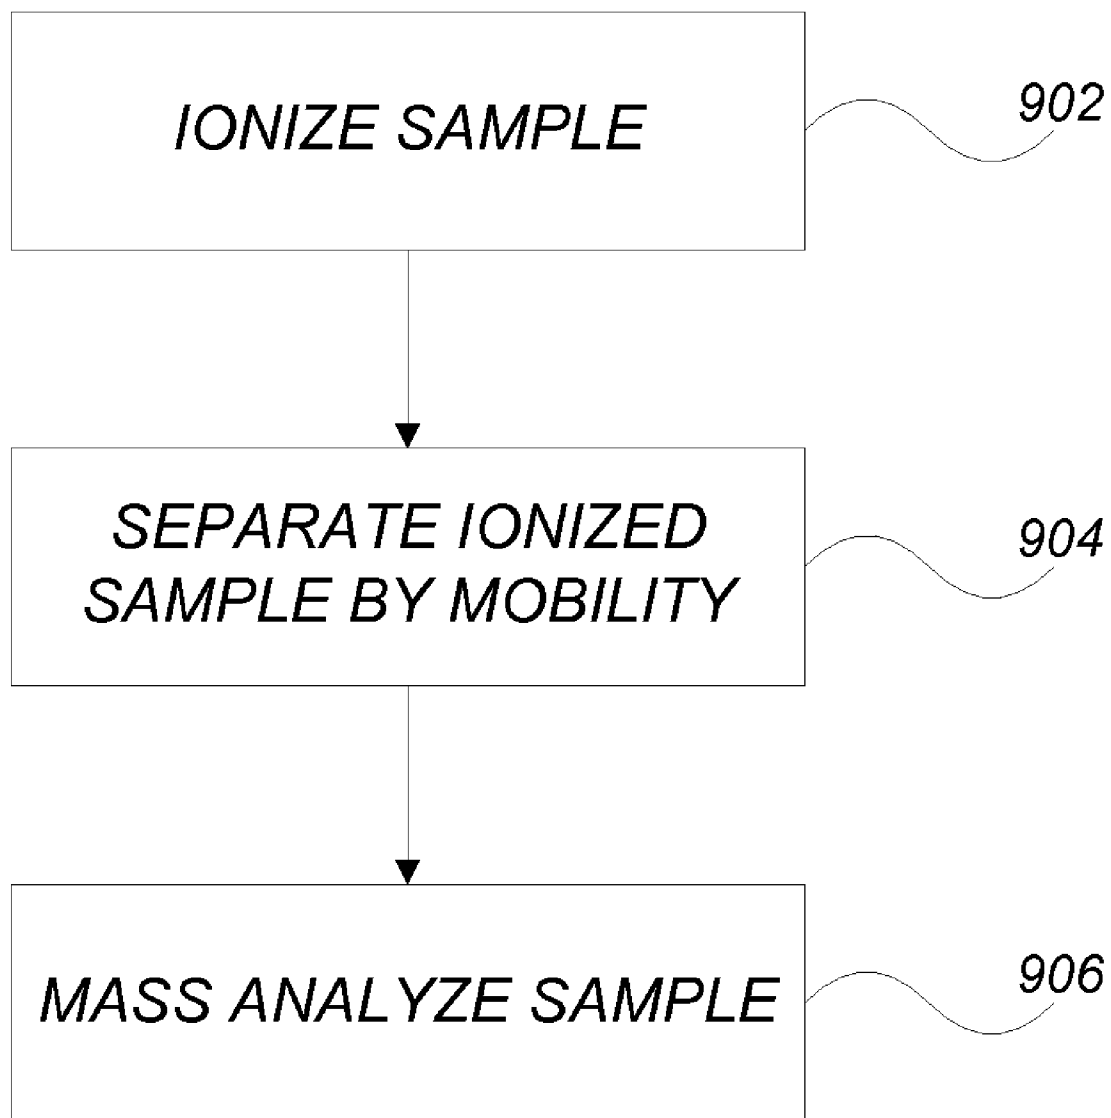 IONIZE SAMPLE
902
SEPARATE IONIZED
SAMPLE BY MOBILITY
904
MASS ANALYZE SAMPLE
906